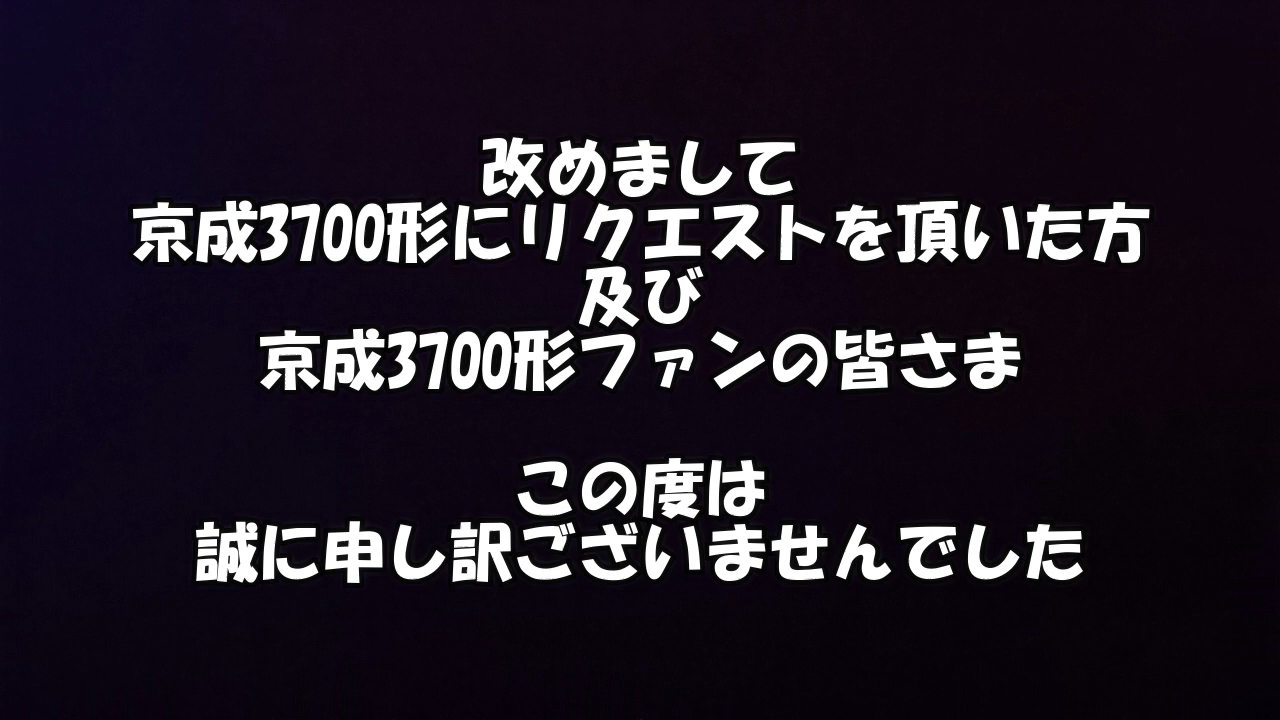 改めまして
京成3700形にリクエストを頂いた方
及び
京成3700形ファンの皆さま
この度は
誠に申し訳ございませんでした